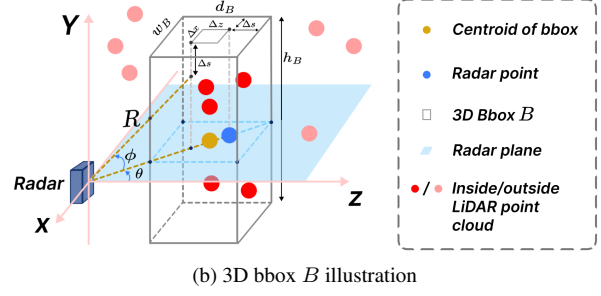 Y
w_B
d_B
Δx
Δz
Δs
Δs
h_B
R
ϕ
θ
Radar
X
Z
Centroid of bbox
Radar point
3D Bbox B
Radar plane
/ Inside/outside
LiDAR point
cloud
(b) 3D bbox B illustration